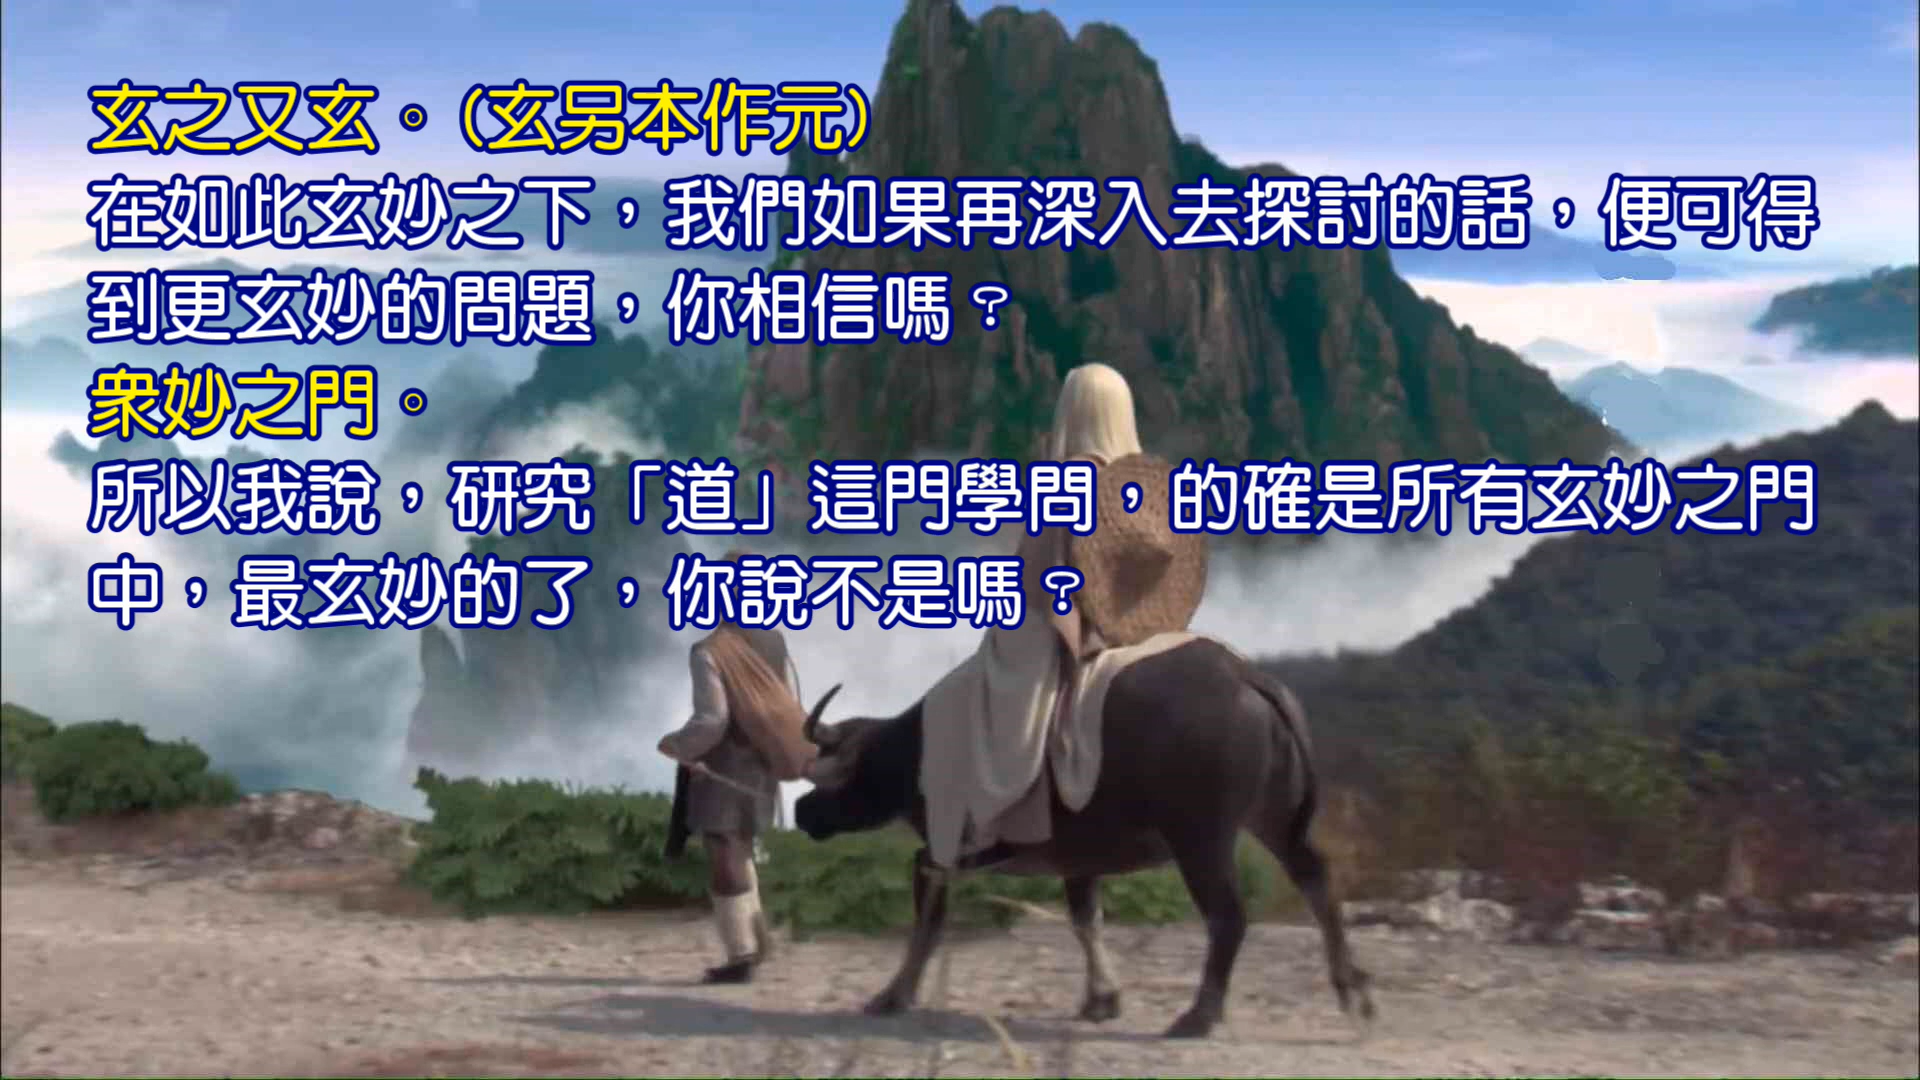 玄之又玄。(玄另本作元)
在如此玄妙之下，我們如果再深入去探討的話，便可得
到更玄妙的問題，你相信嗎？
眾妙之門。
所以我說，研究「道」這門學問，的確是所有玄妙之門
中，最玄妙的了，你說不是嗎？